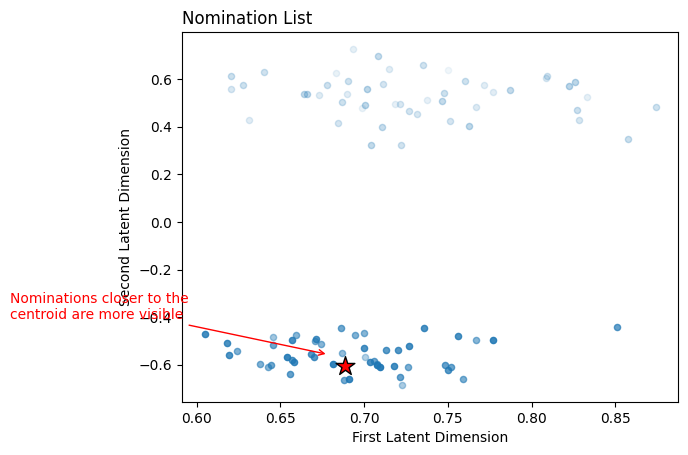 Nomination List
0.6
0.4
0.2
0.0
−0.2
−0.4
−0.6
Second Latent Dimension
Nominations closer to the
centroid are more visible
0.60
0.65
0.70
0.75
0.80
0.85
First Latent Dimension